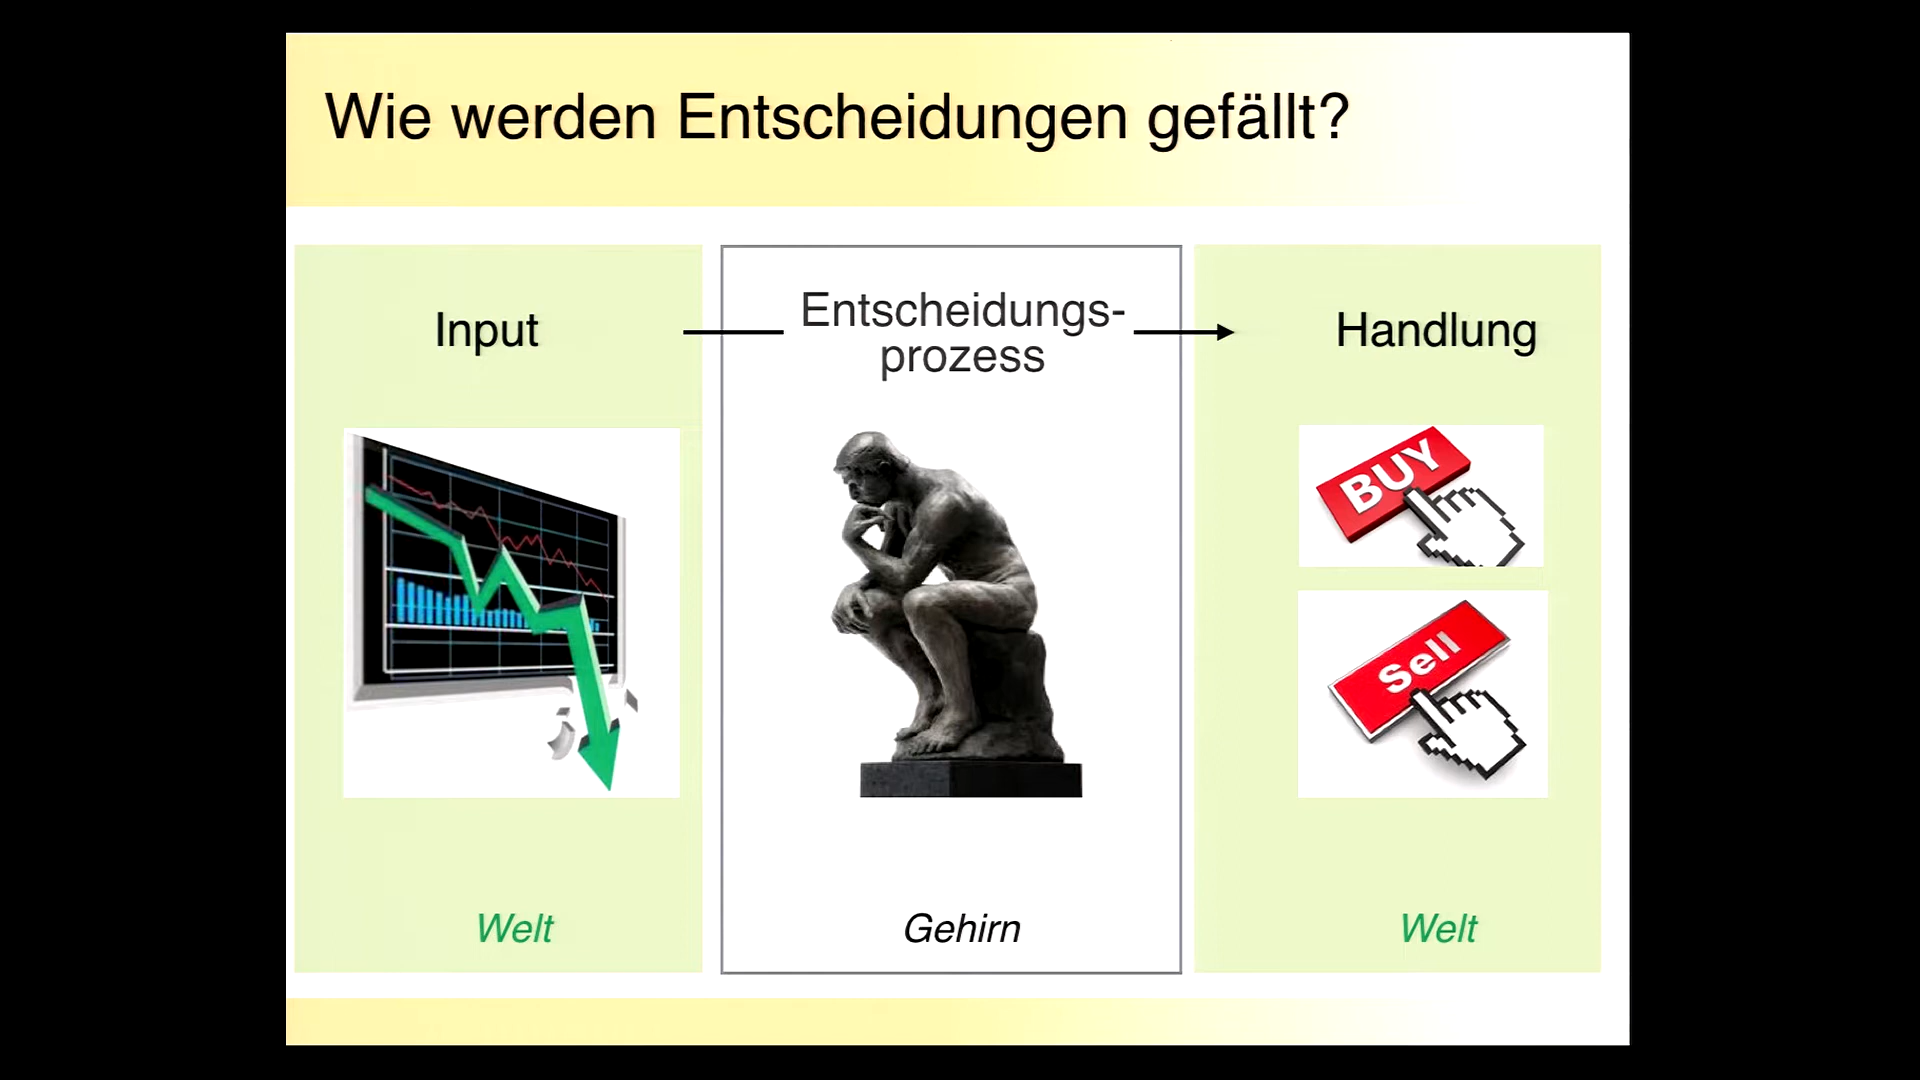 Wie werden Entscheidungen gefällt?
Input
Entscheidungs-
prozess
Handlung
BUY
Sell
Welt
Gehirn
Welt